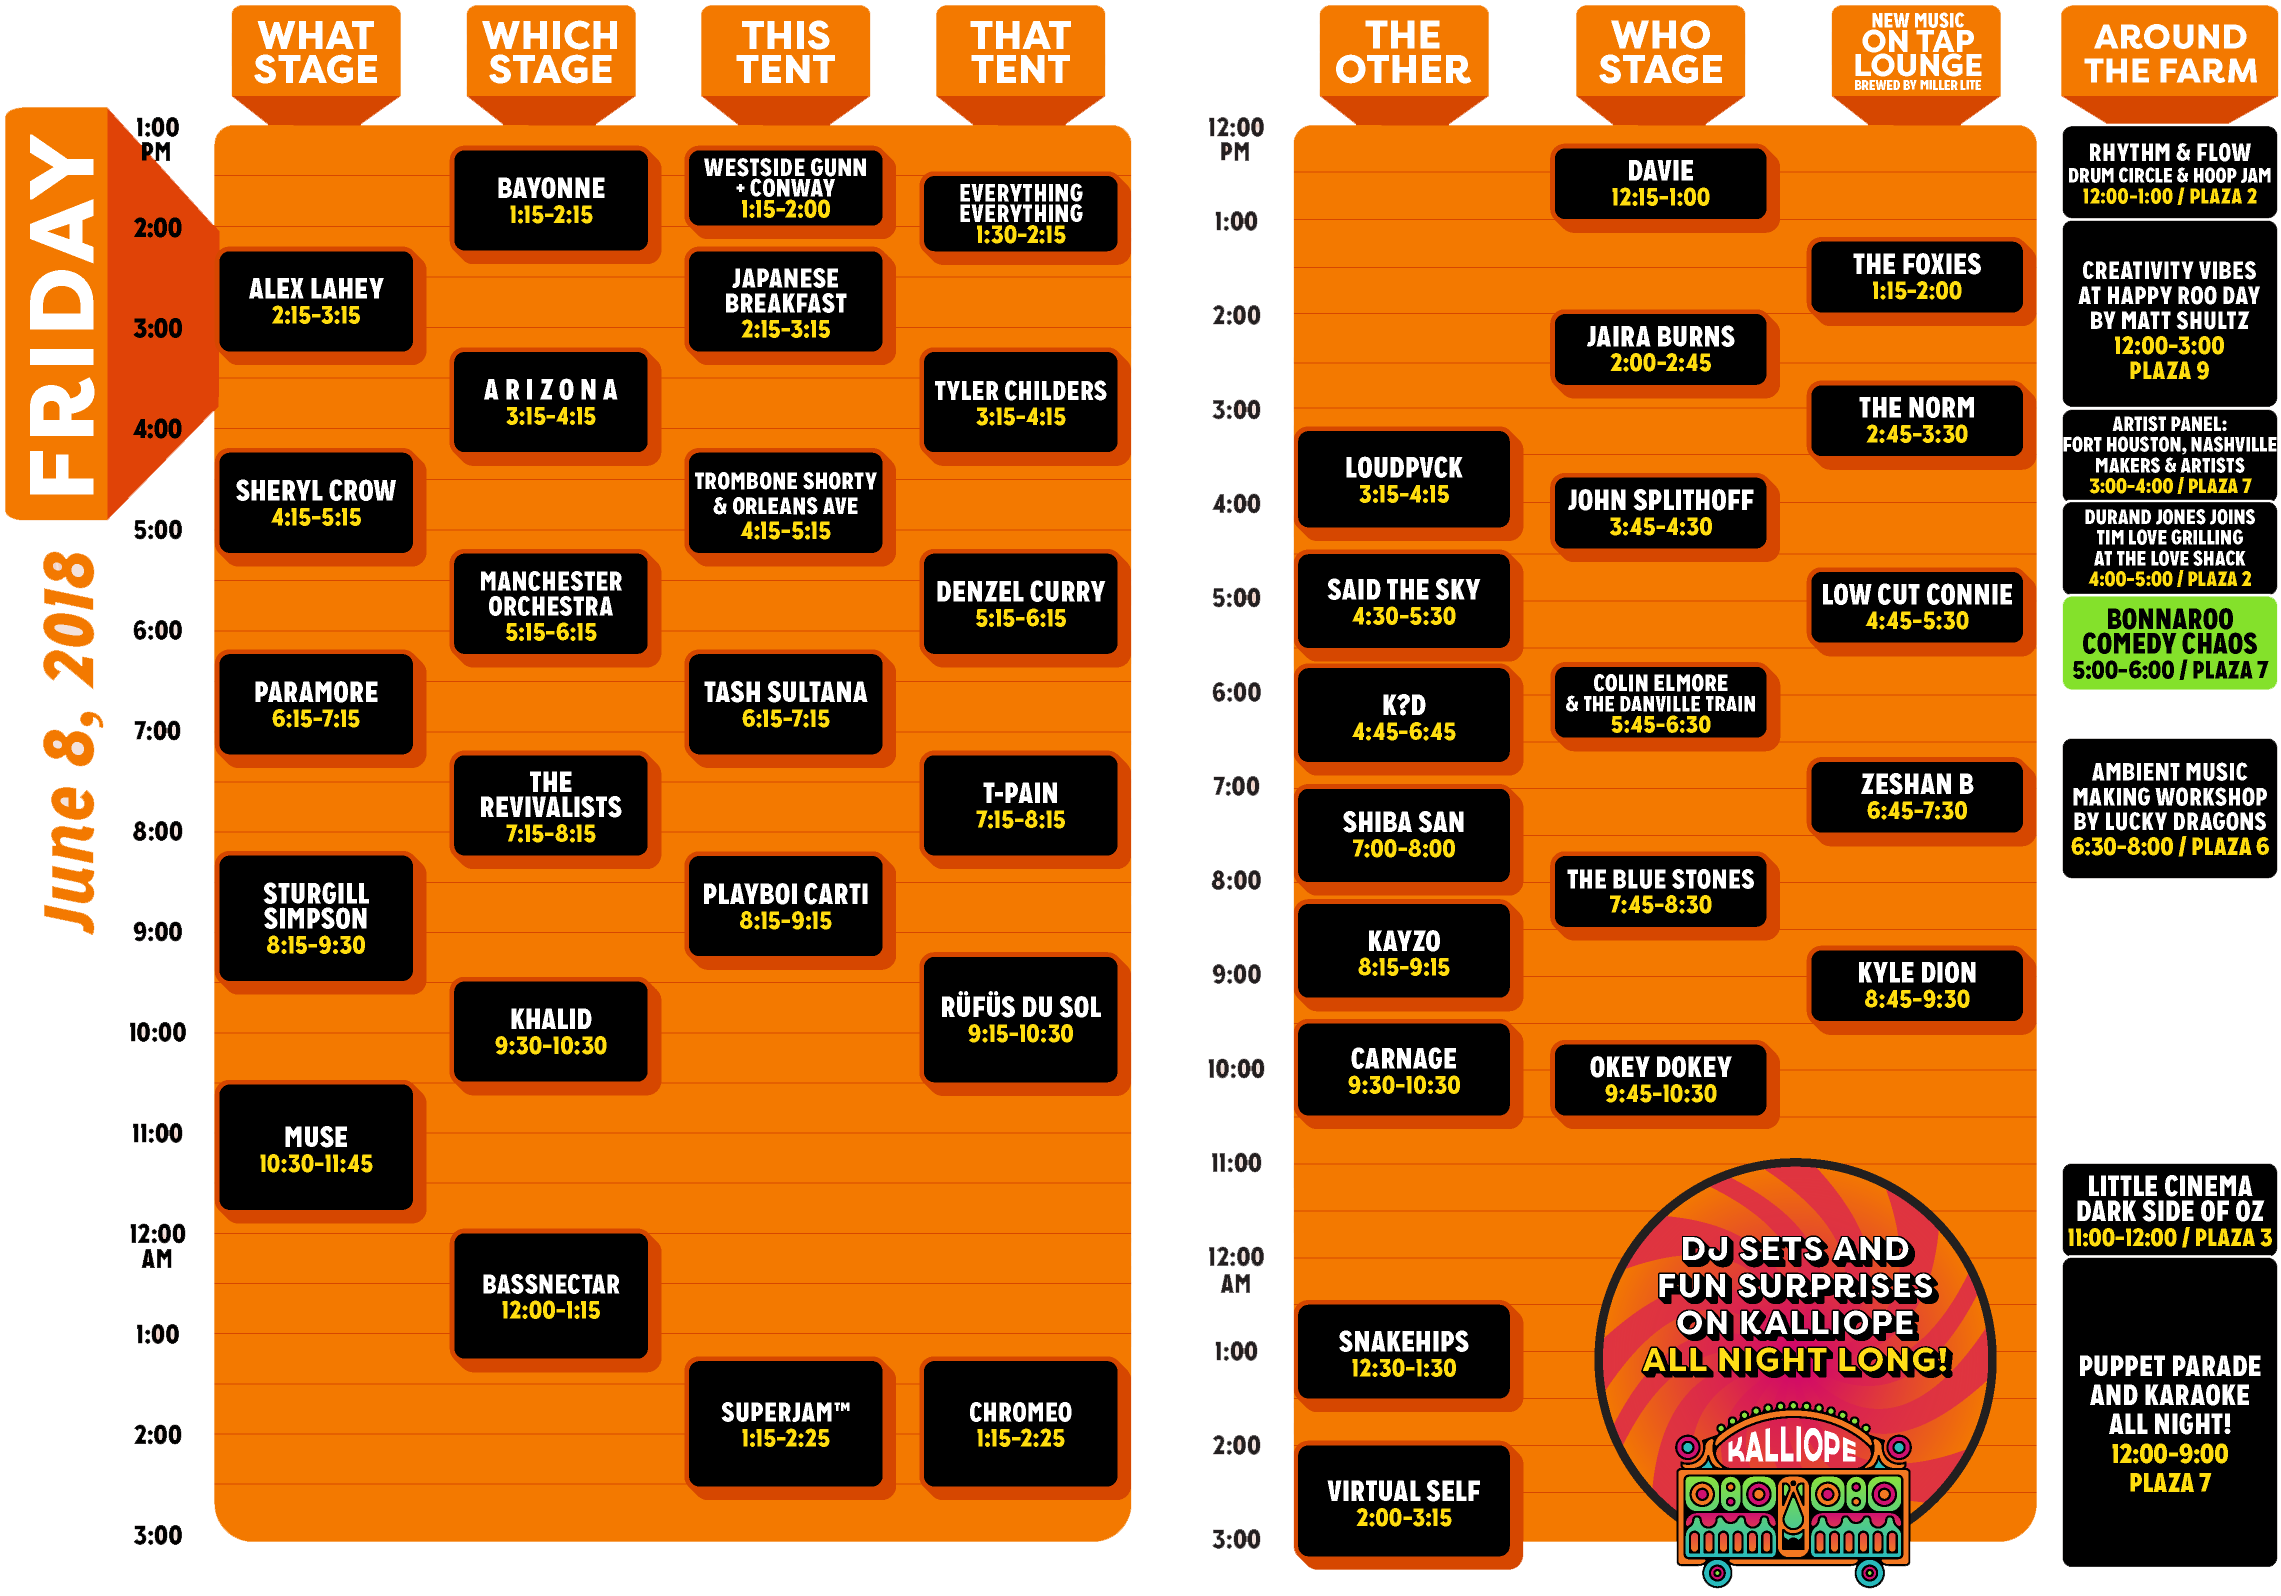 WHAT
STAGE
WHICH
STAGE
THIS
TENT
THAT
TENT
THE
OTHER
WHO
STAGE
NEW MUSIC
ON TAP
LOUNGE
BREWED BY MILLER LITE
AROUND
THE FARM
FRIDAY
June 8, 2018
1:00
PM
2:00
3:00
4:00
5:00
6:00
7:00
8:00
9:00
10:00
11:00
12:00
AM
1:00
2:00
3:00
ALEX LAHEY
2:15-3:15
SHERYL CROW
4:15-5:15
PARAMORE
6:15-7:15
STURGILL
SIMPSON
8:15-9:30
MUSE
10:30-11:45
BAYONNE
1:15-2:15
A R I Z O N A
3:15-4:15
MANCHESTER
ORCHESTRA
5:15-6:15
THE
REVIVALISTS
7:15-8:15
KHALID
9:30-10:30
BASSNECTAR
12:00-1:15
WESTSIDE GUNN
+ CONWAY
1:15-2:00
JAPANESE
BREAKFAST
2:15-3:15
TROMBONE SHORTY
& ORLEANS AVE
4:15-5:15
TASH SULTANA
6:15-7:15
PLAYBOI CARTI
8:15-9:15
SUPERJAM™
1:15-2:25
EVERYTHING
EVERYTHING
1:30-2:15
TYLER CHILDERS
3:15-4:15
DENZEL CURRY
5:15-6:15
T-PAIN
7:15-8:15
RÜFÜS DU SOL
9:15-10:30
CHROMEO
1:15-2:25
12:00
PM
1:00
2:00
3:00
4:00
5:00
6:00
7:00
8:00
9:00
10:00
11:00
12:00
AM
1:00
2:00
3:00
LOUDPVCK
3:15-4:15
SAID THE SKY
4:30-5:30
K?D
4:45-6:45
SHIBA SAN
7:00-8:00
KAYZO
8:15-9:15
CARNAGE
9:30-10:30
SNAKEHIPS
12:30-1:30
VIRTUAL SELF
2:00-3:15
DAVIE
12:15-1:00
JAIRA BURNS
2:00-2:45
JOHN SPLITHOFF
3:45-4:30
COLIN ELMORE
& THE DANVILLE TRAIN
5:45-6:30
THE BLUE STONES
7:45-8:30
OKEY DOKEY
9:45-10:30
THE FOXIES
1:15-2:00
THE NORM
2:45-3:30
LOW CUT CONNIE
4:45-5:30
ZESHAN B
6:45-7:30
KYLE DION
8:45-9:30
DJ SETS AND
FUN SURPRISES
ON KALLIOPE
ALL NIGHT LONG!
KALLIOPE
RHYTHM & FLOW
DRUM CIRCLE & HOOP JAM
12:00-1:00 / PLAZA 2
CREATIVITY VIBES
AT HAPPY ROO DAY
BY MATT SHULTZ
12:00-3:00
PLAZA 9
ARTIST PANEL:
FORT HOUSTON, NASHVILLE
MAKERS & ARTISTS
3:00-4:00 / PLAZA 7
DURAND JONES JOINS
TIM LOVE GRILLING
AT THE LOVE SHACK
4:00-5:00 / PLAZA 2
BONNAROO
COMEDY CHAOS
5:00-6:00 / PLAZA 7
AMBIENT MUSIC
MAKING WORKSHOP
BY LUCKY DRAGONS
6:30-8:00 / PLAZA 6
LITTLE CINEMA
DARK SIDE OF OZ
11:00-12:00 / PLAZA 3
PUPPET PARADE
AND KARAOKE
ALL NIGHT!
12:00-9:00
PLAZA 7